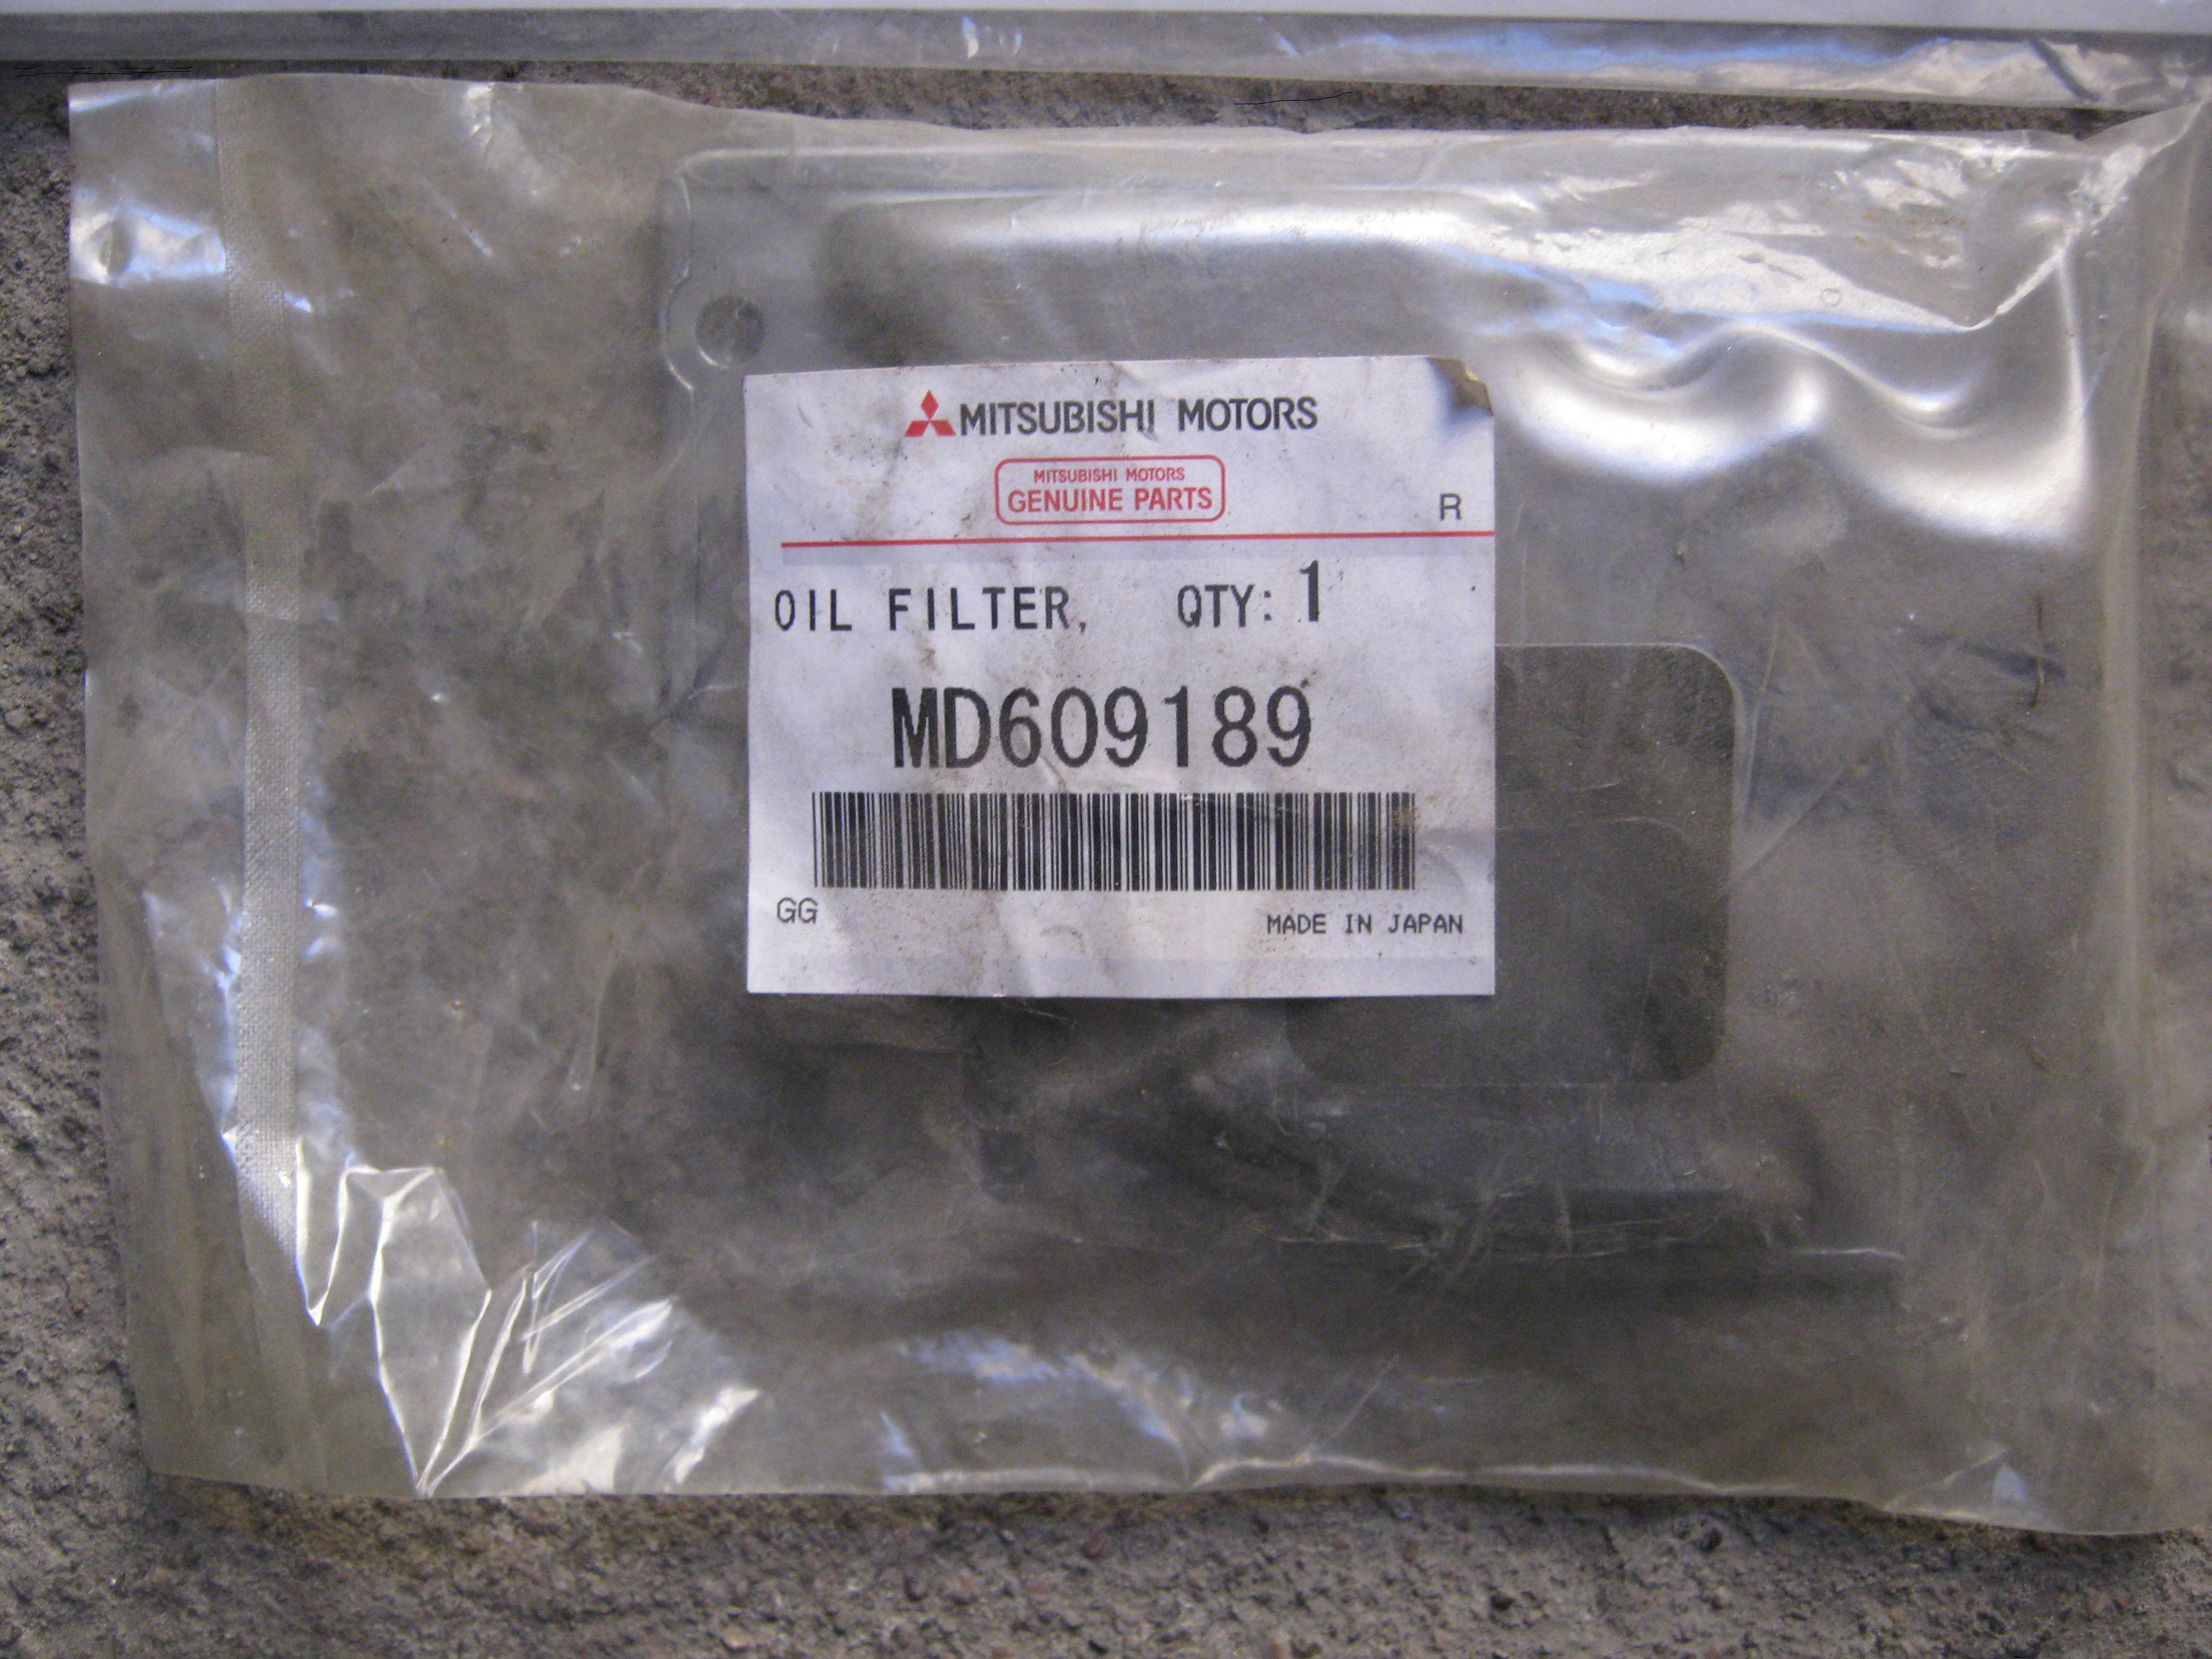 MITSUBISHI MOTORS
MITSUBISHI MOTORS
GENUINE PARTS
R
OIL FILTER, QTY: 1
MD609189
GG
MADE IN JAPAN